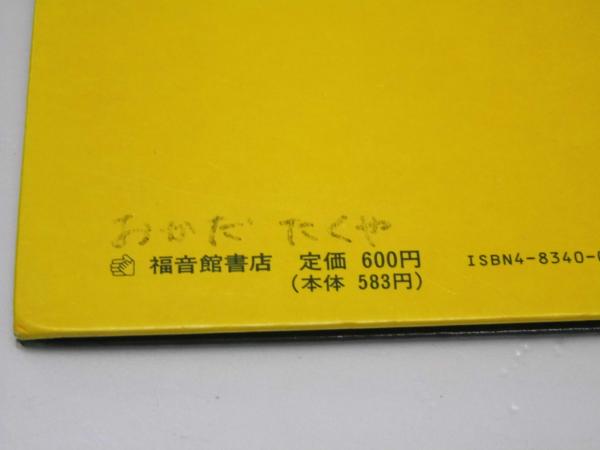 おかだ たくや
福音館書店 定価 600円 ISBN4-8340-
(本体 583円)